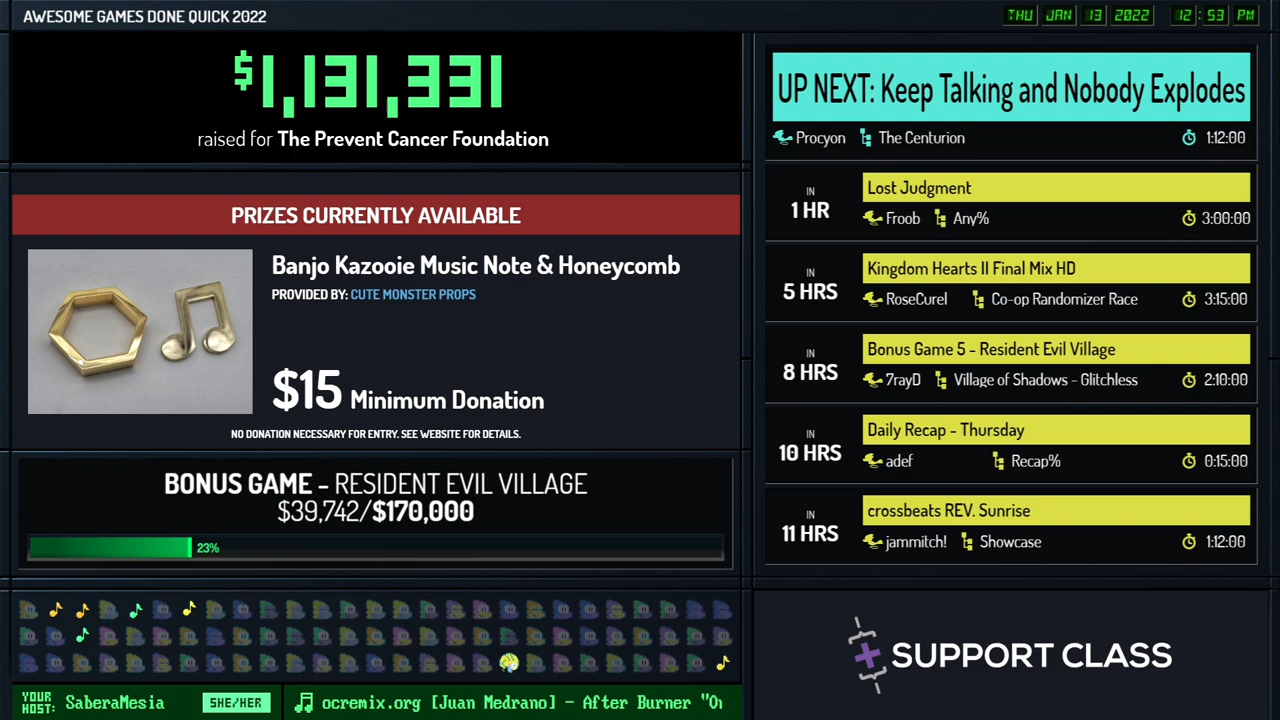 AWESOME GAMES DONE QUICK 2022
THU JAN 13 2022 12:53 PM
$1,131,331
raised for The Prevent Cancer Foundation
PRIZES CURRENTLY AVAILABLE
Banjo Kazooie Music Note & Honeycomb
PROVIDED BY: CUTE MONSTER PROPS
$15 Minimum Donation
NO DONATION NECESSARY FOR ENTRY. SEE WEBSITE FOR DETAILS.
BONUS GAME - RESIDENT EVIL VILLAGE
$39,742/$170,000
23%
YOUR HOST: SaberaMesia SHE/HER
ocremix.org [Juan Medrano] - After Burner "On
UP NEXT: Keep Talking and Nobody Explodes
Procyon The Centurion 1:12:00
IN 1 HR
Lost Judgment
Froob Any% 3:00:00
IN 5 HRS
Kingdom Hearts II Final Mix HD
RoseCurel Co-op Randomizer Race 3:15:00
IN 8 HRS
Bonus Game 5 - Resident Evil Village
7rayD Village of Shadows - Glitchless 2:10:00
IN 10 HRS
Daily Recap - Thursday
adef Recap% 0:15:00
IN 11 HRS
crossbeats REV. Sunrise
jammitch! Showcase 1:12:00
SUPPORT CLASS